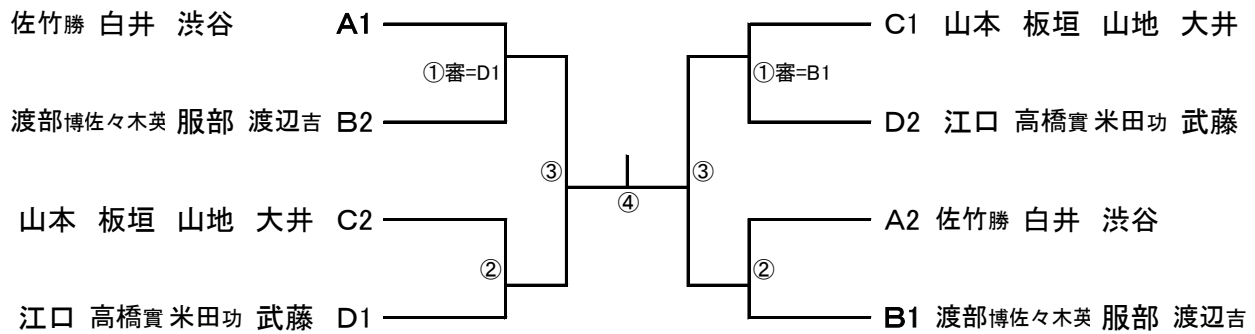 佐竹勝 白井 渋谷 A1
①審=D1
渡部博佐々木英 服部 渡辺吉 B2
③
山本 板垣 山地 大井 C2
②
江口 高橋實 米田功 武藤 D1
④
C1 山本 板垣 山地 大井
①審=B1
D2 江口 高橋實 米田功 武藤
③
A2 佐竹勝 白井 渋谷
②
B1 渡部博佐々木英 服部 渡辺吉